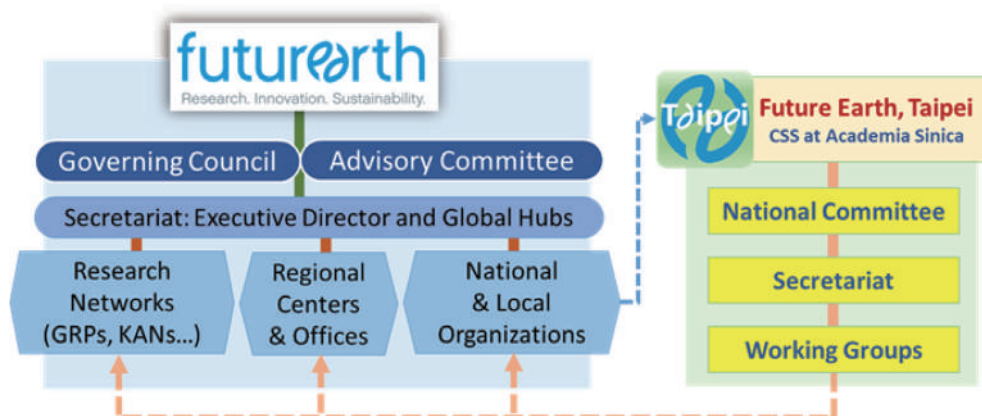 futurearth
Research. Innovation. Sustainability.
Governing Council
Advisory Committee
Secretariat: Executive Director and Global Hubs
Research
Networks
(GRPs, KANs...)
Regional
Centers
& Offices
National
& Local
Organizations
Taipei
Future Earth, Taipei
CSS at Academia Sinica
National Committee
Secretariat
Working Groups